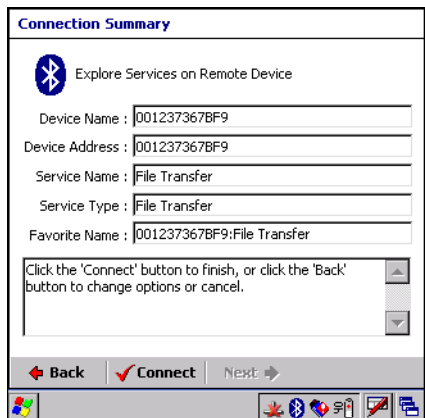 Connection Summary
Explore Services on Remote Device
Device Name : 001237367BF9
Device Address : 001237367BF9
Service Name : File Transfer
Service Type : File Transfer
Favorite Name : 001237367BF9:File Transfer
Click the 'Connect' button to finish, or click the 'Back'
button to change options or cancel.
Back Connect Next